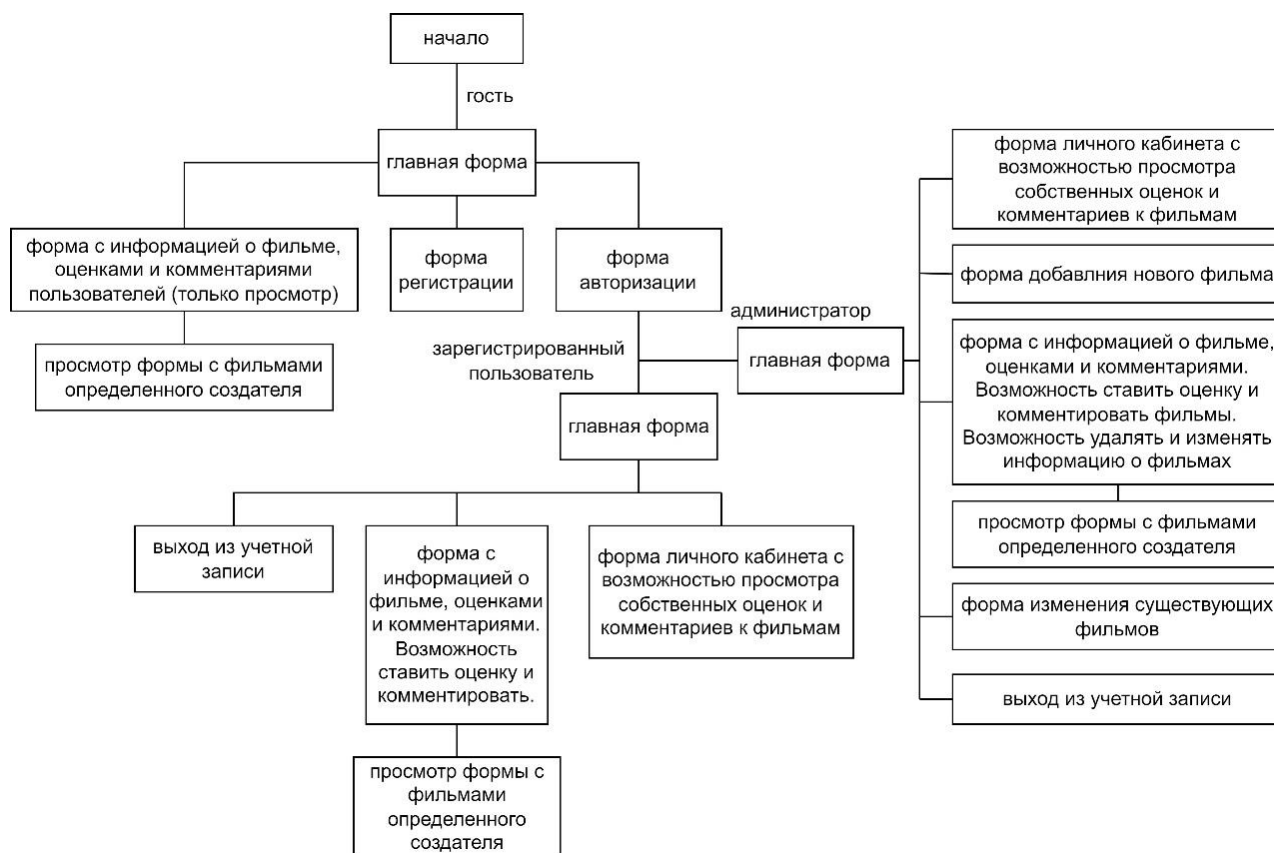 начало
гость
главная форма
форма с информацией о фильме,
оценками и комментариями
пользователей (только просмотр)
форма
регистрации
форма
авторизации
просмотр формы с фильмами
определенного создателя
зарегистрированный
пользователь
администратор
главная форма
главная форма
выход из учетной
записи
форма с
информацией о
фильме, оценками
и комментариями.
Возможность
ставить оценку и
комментировать.
просмотр формы с
фильмами
определенного
создателя
форма личного кабинета с
возможностью просмотра
собственных оценок и
комментариев к фильмам
форма личного кабинета с
возможностью просмотра
собственных оценок и
комментариев к фильмам
форма добавлния нового фильма
форма с информацией о фильме,
оценками и комментариями.
Возможность ставить оценку и
комментировать фильмы.
Возможность удалять и изменять
информацию о фильмах
просмотр формы с фильмами
определенного создателя
форма изменения существующих
фильмов
выход из учетной записи